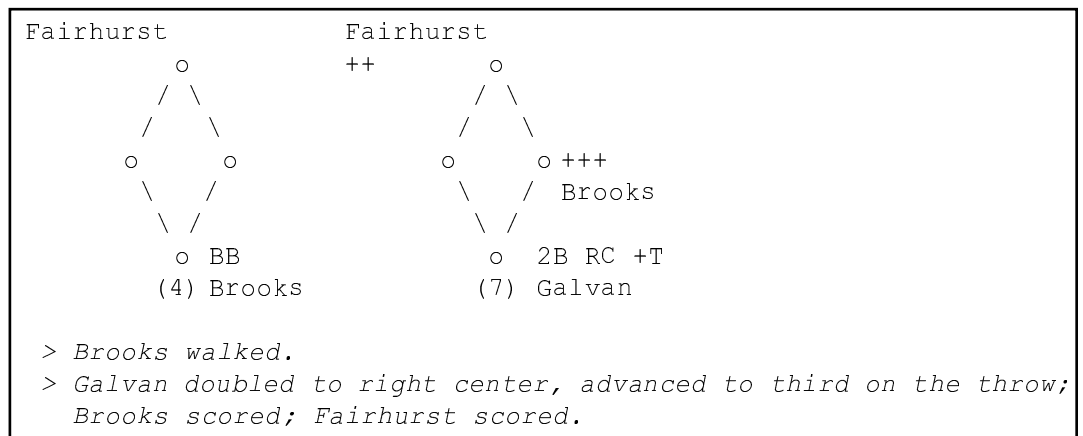 Fairhurst Fairhurst
o ++ o
/ \ / \
/ \ / \
o o o o +++
\ / \ / Brooks
\ / \ /
o BB o 2B RC +T
(4) Brooks (7) Galvan
> Brooks walked.
> Galvan doubled to right center, advanced to third on the throw;
Brooks scored; Fairhurst scored.